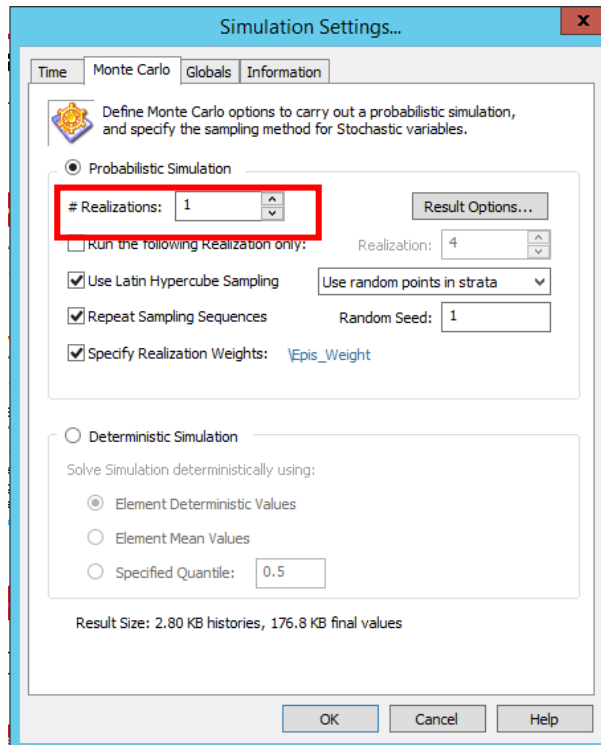 Simulation Settings...
x
Time Monte Carlo Globals Information
Define Monte Carlo options to carry out a probabilistic simulation,
and specify the sampling method for Stochastic variables.
Probabilistic Simulation
# Realizations: 1 Result Options...
Run the following Realization only: Realization: 4
Use Latin Hypercube Sampling Use random points in strata
Repeat Sampling Sequences Random Seed: 1
Specify Realization Weights: \Epis_Weight
Deterministic Simulation
Solve Simulation deterministically using:
Element Deterministic Values
Element Mean Values
Specified Quantile: 0.5
Result Size: 2.80 KB histories, 176.8 KB final values
OK Cancel Help